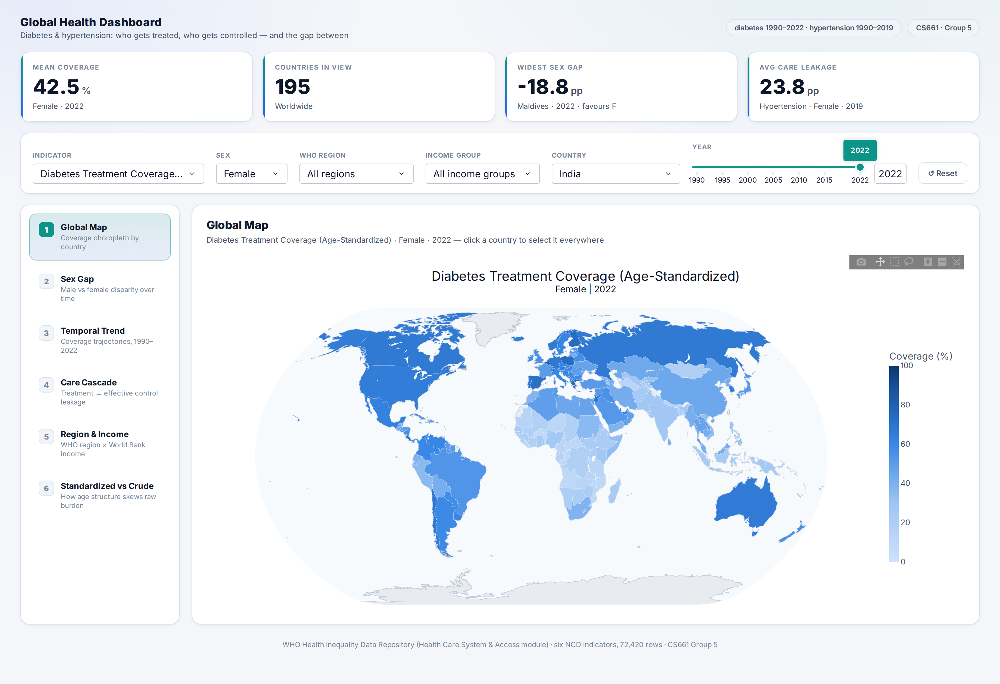 Global Health Dashboard
Diabetes & hypertension: who gets treated, who gets controlled — and the gap between
diabetes 1990–2022 · hypertension 1990–2019
CS661 · Group 5
MEAN COVERAGE
42.5 %
Female · 2022
COUNTRIES IN VIEW
195
Worldwide
WIDEST SEX GAP
-18.8 pp
Maldives · 2022 · favours F
AVG CARE LEAKAGE
23.8 pp
Hypertension · Female · 2019
INDICATOR
Diabetes Treatment Coverage...
SEX
Female
WHO REGION
All regions
INCOME GROUP
All income groups
COUNTRY
India
YEAR
2022
1990 1995 2000 2005 2010 2015 2022
2022
↺ Reset
1
Global Map
Coverage choropleth by
country
2
Sex Gap
Male vs female disparity over
time
3
Temporal Trend
Coverage trajectories, 1990–
2022
4
Care Cascade
Treatment → effective control
leakage
5
Region & Income
WHO region × World Bank
income
6
Standardized vs Crude
How age structure skews raw
burden
Global Map
Diabetes Treatment Coverage (Age-Standardized) · Female · 2022 — click a country to select it everywhere
Diabetes Treatment Coverage (Age-Standardized)
Female | 2022
Coverage (%)
100
80
60
40
20
0
WHO Health Inequality Data Repository (Health Care System & Access module) · six NCD indicators, 72,420 rows · CS661 Group 5